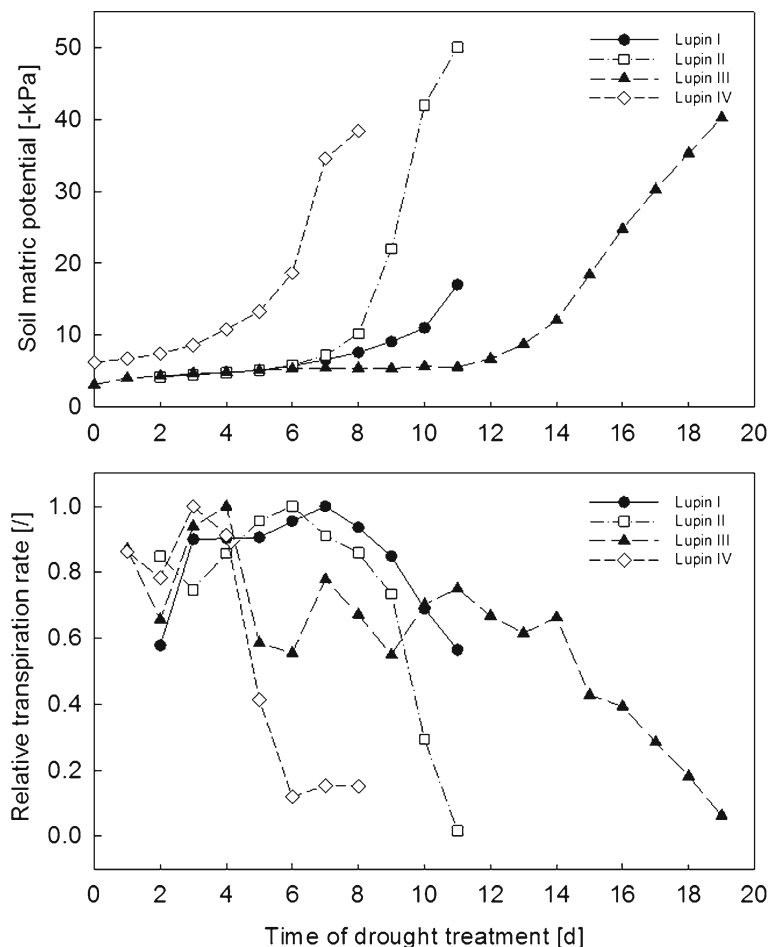 Soil matric potential [-kPa]
50
40
30
20
10
0
Lupin I
Lupin II
Lupin III
Lupin IV
0 2 4 6 8 10 12 14 16 18 20
Relative transpiration rate [/]
1.0
0.8
0.6
0.4
0.2
0.0
Lupin I
Lupin II
Lupin III
Lupin IV
0 2 4 6 8 10 12 14 16 18 20
Time of drought treatment [d]